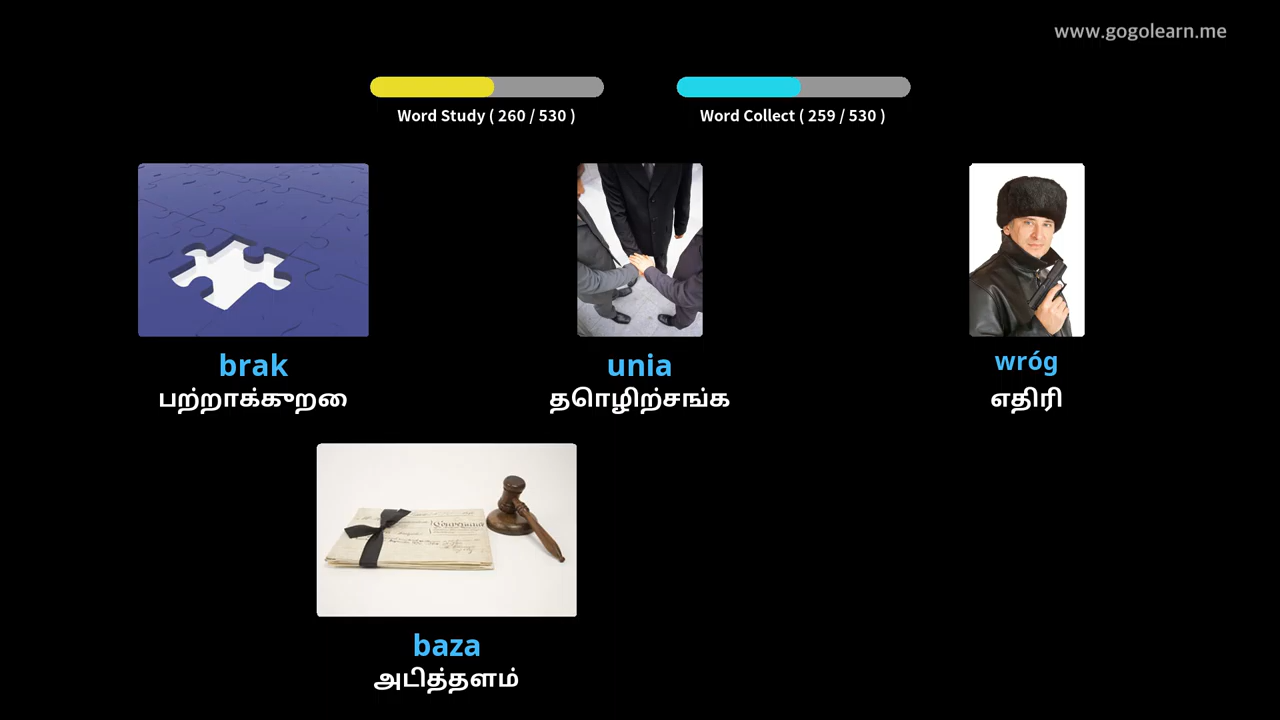 www.gogolearn.me
Word Study ( 260 / 530 )
Word Collect ( 259 / 530 )
brak
பற்றாக்குறை
unia
தொழிற்சங்க
wróg
எதிரி
baza
அடித்தளம்